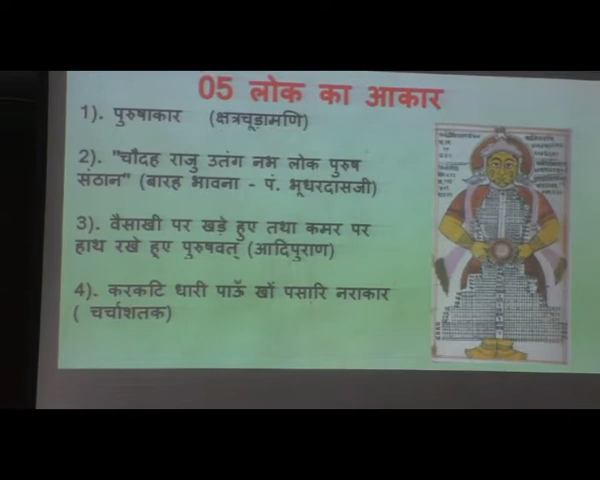 05 लोक का आकार
1). पुरुषाकार (क्षत्रचूड़ामणि)
2). "चौदह राजु उतंग नभ लोक पुरुष
संठान" (बारह भावना - पं. भूधरदासजी)
3). वैसाखी पर खड़े हुए तथा कमर पर
हाथ रखे हूए पुरुषवत् (आदिपुराण)
4). करकटि धारी पाऊँ खों पसारि नराकार
( चर्चाशतक)